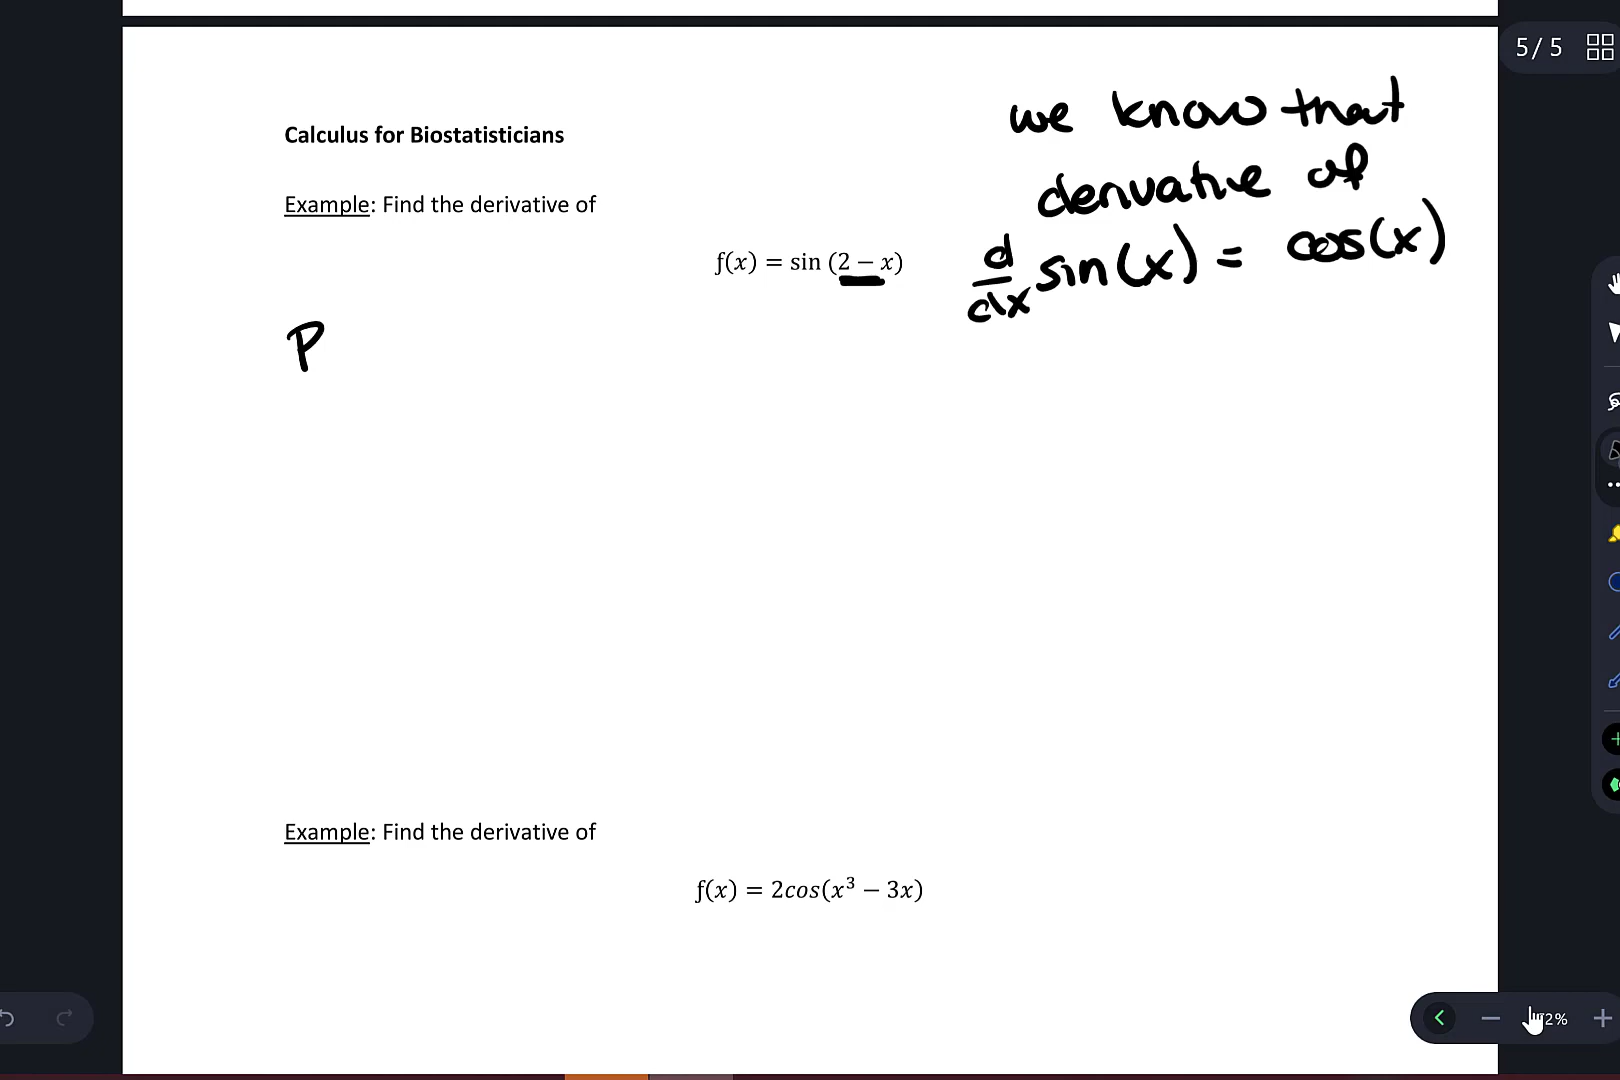 5/ 5
we know that
derivative of
Calculus for Biostatisticians
Example: Find the derivative of
f(x) = sin (2 − x)
d/dx sin(x) = cos(x)
P
Example: Find the derivative of
f(x) = 2cos(x³ − 3x)